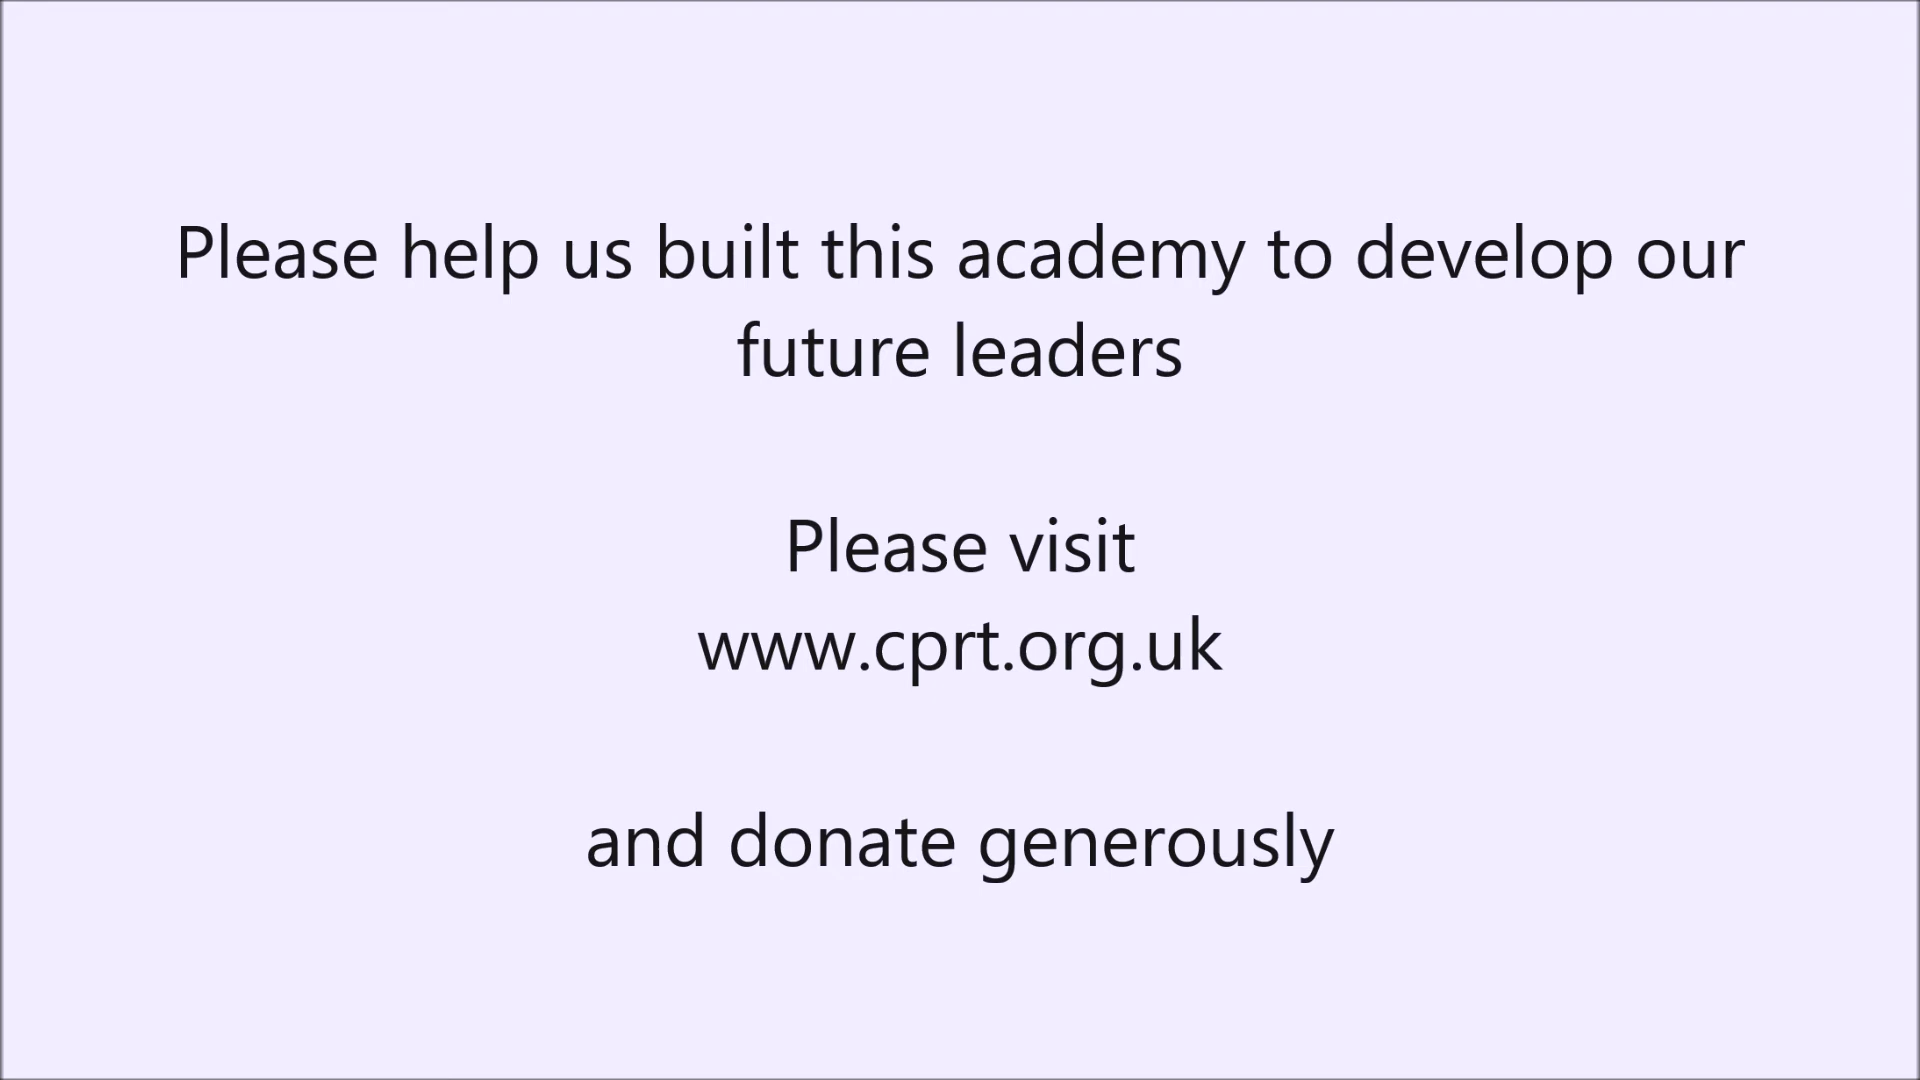 Please help us built this academy to develop our
future leaders
Please visit
www.cprt.org.uk
and donate generously